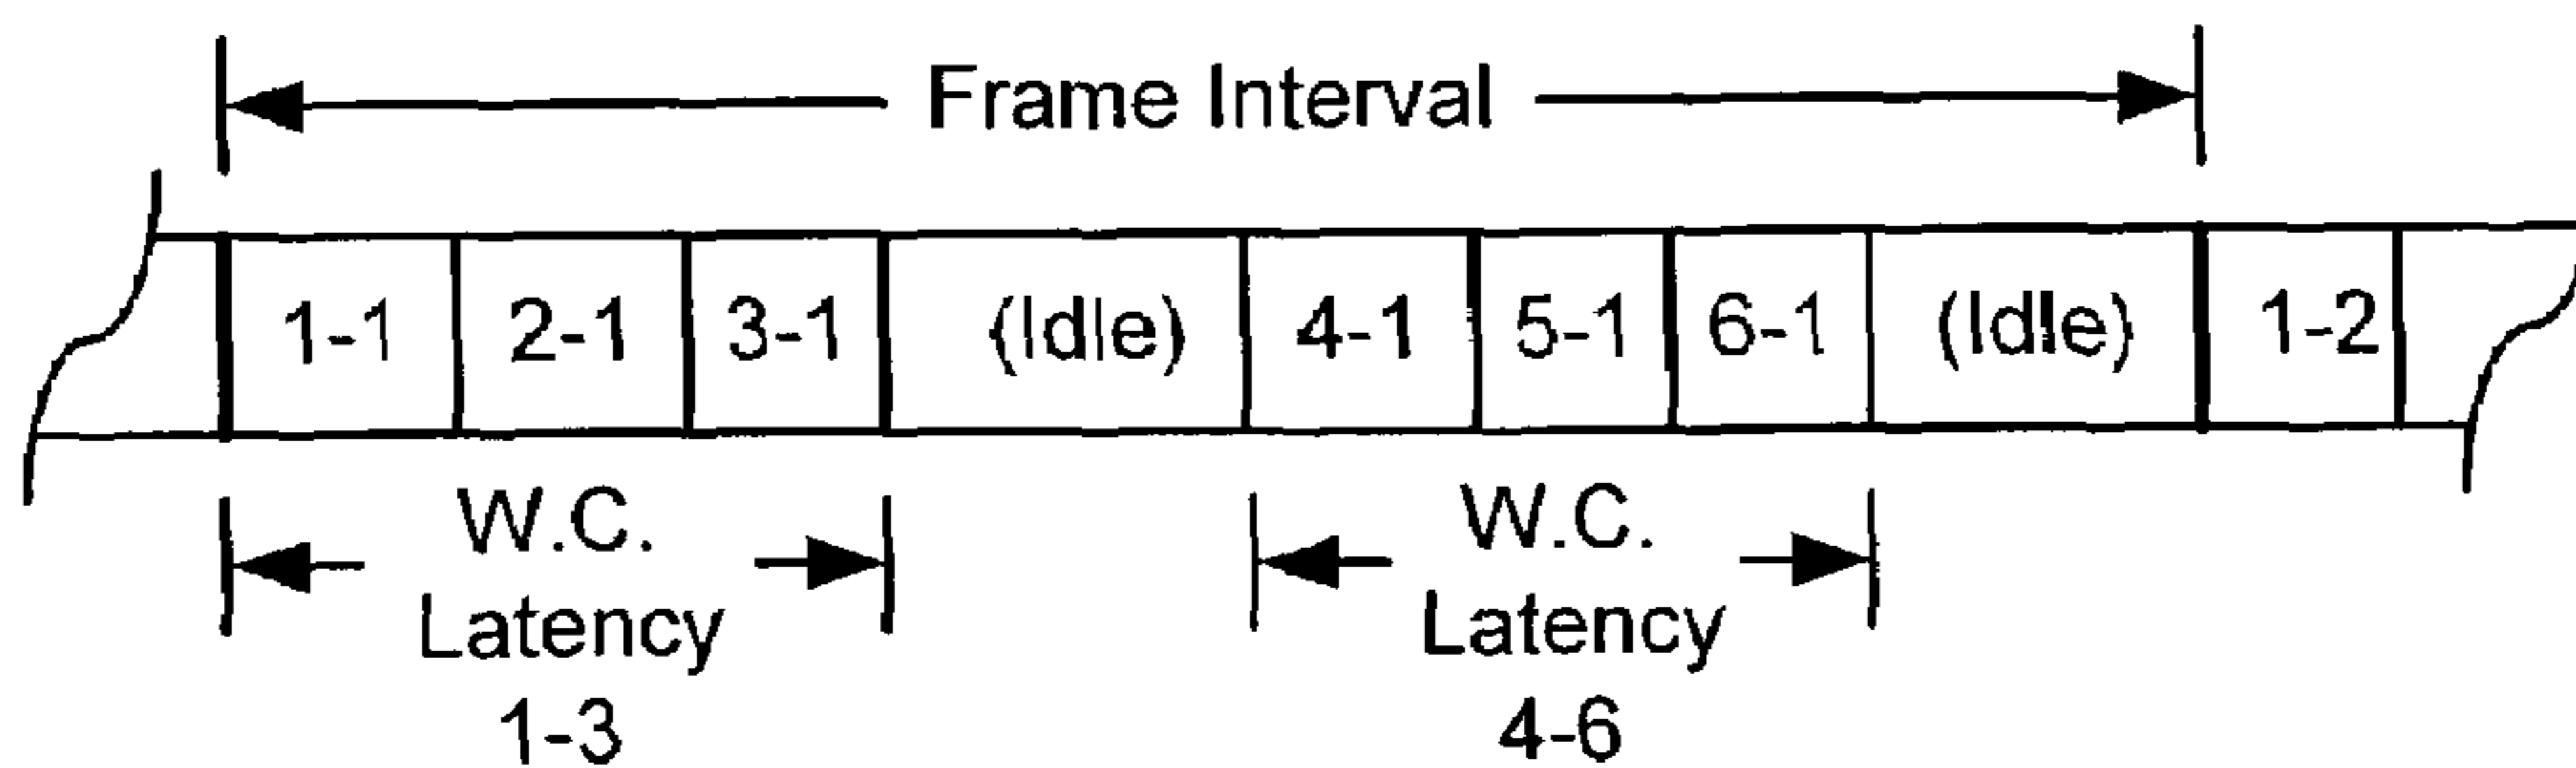 Frame Interval
1-1 2-1 3-1 (Idle) 4-1 5-1 6-1 (Idle) 1-2
W.C.
Latency
1-3
W.C.
Latency
4-6